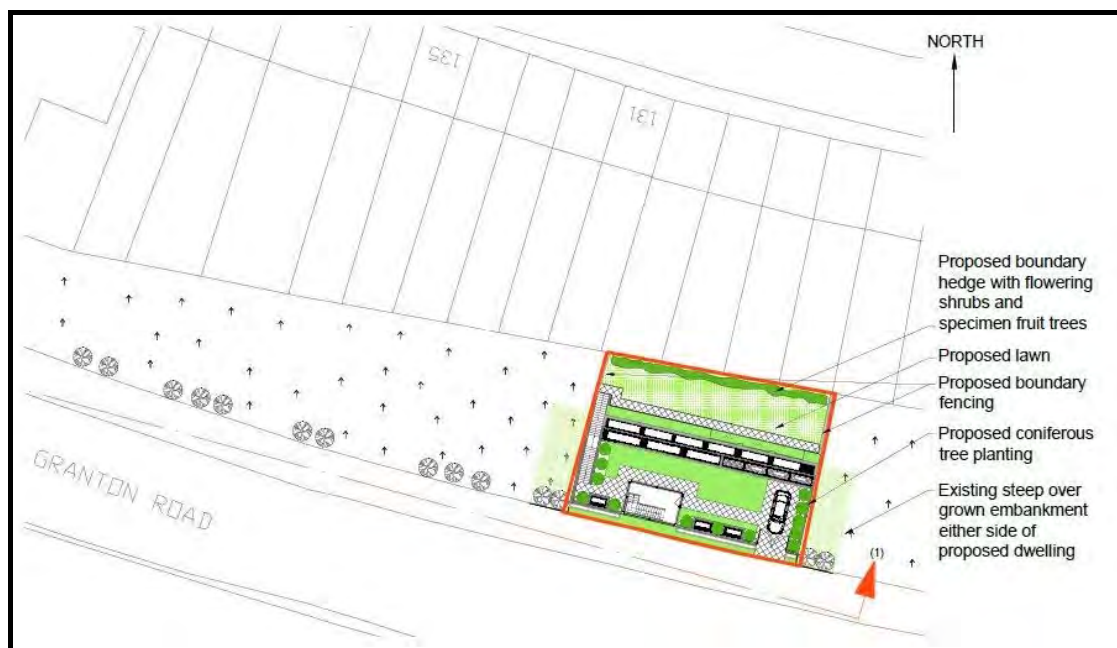 NORTH
135
131
Proposed boundary
hedge with flowering
shrubs and
specimen fruit trees
Proposed lawn
Proposed boundary
fencing
Proposed coniferous
tree planting
Existing steep over
grown embankment
either side of
proposed dwelling
(1)
GRANTON ROAD